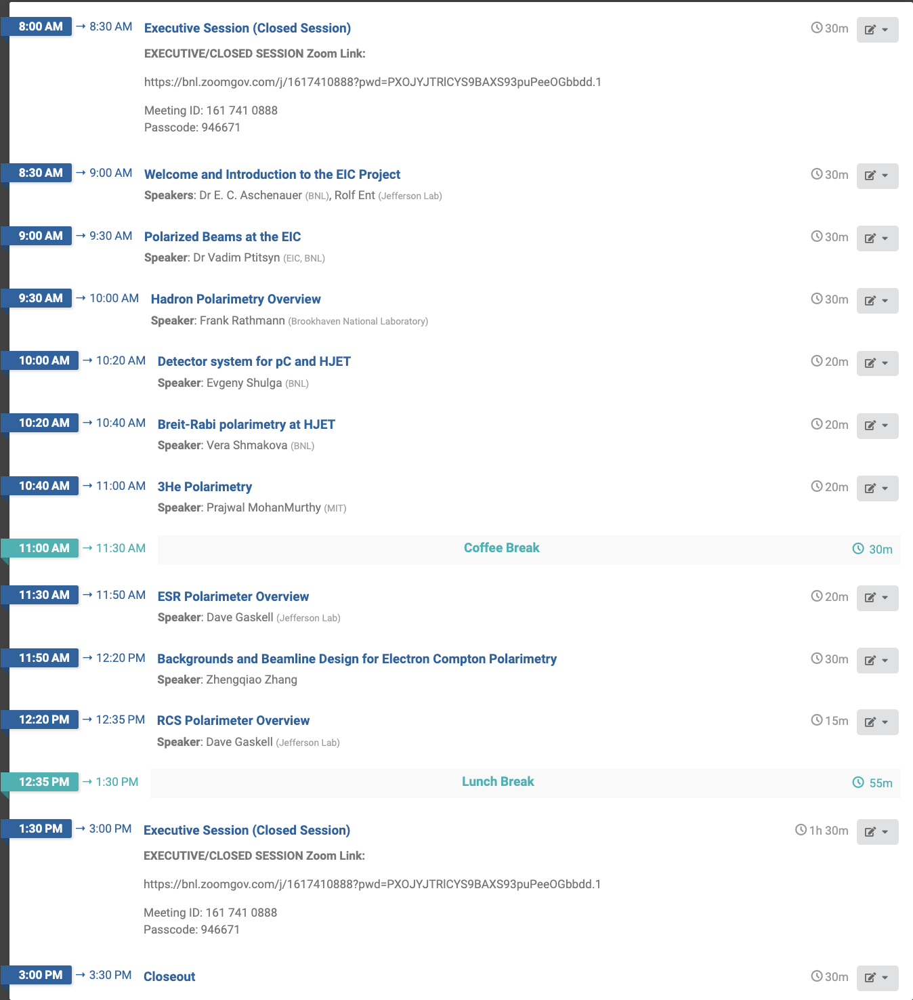 8:00 AM → 8:30 AM Executive Session (Closed Session) 30m
EXECUTIVE/CLOSED SESSION Zoom Link:
https://bnl.zoomgov.com/j/1617410888?pwd=PXOJYJTRlCYS9BAXS93puPeeOGbbdd.1
Meeting ID: 161 741 0888
Passcode: 946671
8:30 AM → 9:00 AM Welcome and Introduction to the EIC Project 30m
Speakers: Dr E. C. Aschenauer (BNL), Rolf Ent (Jefferson Lab)
9:00 AM → 9:30 AM Polarized Beams at the EIC 30m
Speaker: Dr Vadim Ptitsyn (EIC, BNL)
9:30 AM → 10:00 AM Hadron Polarimetry Overview 30m
Speaker: Frank Rathmann (Brookhaven National Laboratory)
10:00 AM → 10:20 AM Detector system for pC and HJET 20m
Speaker: Evgeny Shulga (BNL)
10:20 AM → 10:40 AM Breit-Rabi polarimetry at HJET 20m
Speaker: Vera Shmakova (BNL)
10:40 AM → 11:00 AM 3He Polarimetry 20m
Speaker: Prajwal MohanMurthy (MIT)
11:00 AM → 11:30 AM Coffee Break 30m
11:30 AM → 11:50 AM ESR Polarimeter Overview 20m
Speaker: Dave Gaskell (Jefferson Lab)
11:50 AM → 12:20 PM Backgrounds and Beamline Design for Electron Compton Polarimetry 30m
Speaker: Zhengqiao Zhang
12:20 PM → 12:35 PM RCS Polarimeter Overview 15m
Speaker: Dave Gaskell (Jefferson Lab)
12:35 PM → 1:30 PM Lunch Break 55m
1:30 PM → 3:00 PM Executive Session (Closed Session) 1h 30m
EXECUTIVE/CLOSED SESSION Zoom Link:
https://bnl.zoomgov.com/j/1617410888?pwd=PXOJYJTRlCYS9BAXS93puPeeOGbbdd.1
Meeting ID: 161 741 0888
Passcode: 946671
3:00 PM → 3:30 PM Closeout 30m